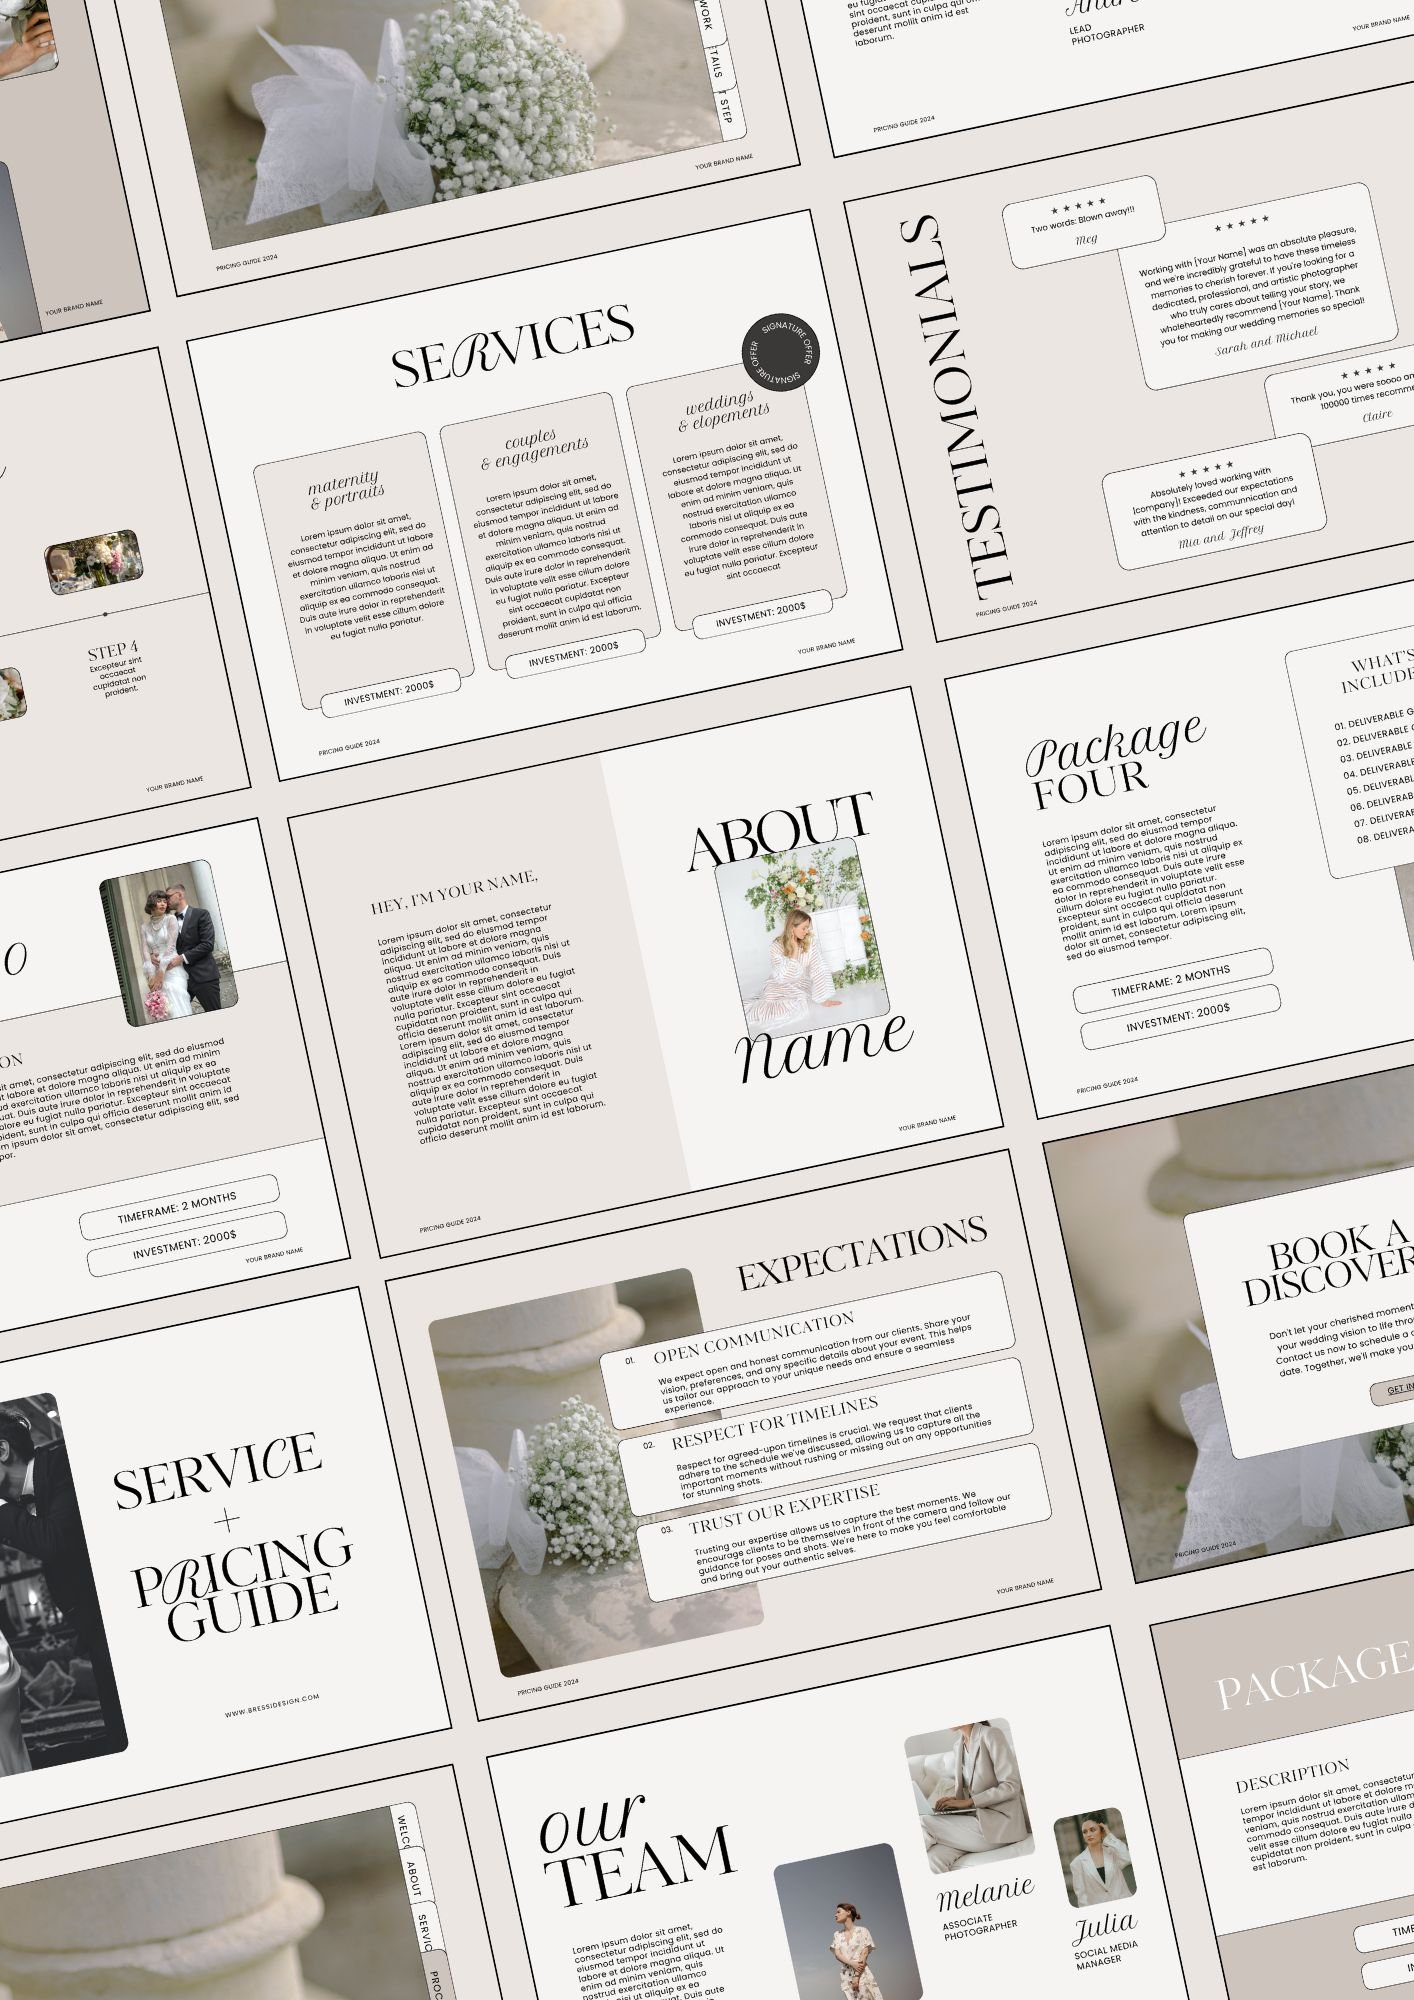 WORK
TAILS
T STEP
YOUR BRAND NAME
PRICING GUIDE 2024
sint occaecat
proident, sunt in culpa qui
deserunt mollit anim id est
laborum.
LEAD
PHOTOGRAPHER
YOUR BRAND NAME
PRICING GUIDE 2024
YOUR BRAND NAME
SERVICES
SIGNATURE OFFER SIGNATURE OFFER
maternity
& portraits
Lorem ipsum dolor sit amet,
consectetur adipiscing elit, sed do
eiusmod tempor incididunt ut labore
et dolore magna aliqua. Ut enim ad
minim veniam, quis nostrud
exercitation ullamco laboris nisi ut
aliquip ex ea commodo consequat.
Duis aute irure dolor in reprehenderit
in voluptate velit esse cillum dolore
eu fugiat nulla pariatur.
INVESTMENT: 2000$
couples
& engagements
Lorem ipsum dolor sit amet,
consectetur adipiscing elit, sed do
eiusmod tempor incididunt ut labore
et dolore magna aliqua. Ut enim ad
minim veniam, quis nostrud
exercitation ullamco laboris nisi ut
aliquip ex ea commodo consequat.
Duis aute irure dolor in reprehenderit
in voluptate velit esse cillum dolore
eu fugiat nulla pariatur. Excepteur
sint occaecat cupidatat non
proident, sunt in culpa qui officia
deserunt mollit anim id est laborum.
INVESTMENT: 2000$
weddings
& elopements
Lorem ipsum dolor sit amet,
consectetur adipiscing elit, sed do
eiusmod tempor incididunt ut
labore et dolore magna aliqua. Ut
enim ad minim veniam, quis
nostrud exercitation ullamco
laboris nisi ut aliquip ex ea
commodo consequat. Duis aute
irure dolor in reprehenderit in
voluptate velit esse cillum dolore
eu fugiat nulla pariatur. Excepteur
sint occaecat
INVESTMENT: 2000$
YOUR BRAND NAME
PRICING GUIDE 2024
TESTIMONIALS
★ ★ ★ ★ ★
Two words: Blown away!!!
Meg
★ ★ ★ ★ ★
Working with [Your Name] was an absolute pleasure,
and we're incredibly grateful to have these timeless
memories to cherish forever. If you're looking for a
dedicated, professional, and artistic photographer
who truly cares about telling your story, we
wholeheartedly recommend [Your Name]. Thank
you for making our wedding memories so special!
Sarah and Michael
★ ★ ★ ★ ★
Thank you, you were soooo
100000 times
Claire
★ ★ ★ ★ ★
Absolutely loved working with
[company]! Exceeded our expectations
with the kindness, communication and
attention to detail on our special day!
Mia and Jeffrey
PRICING GUIDE 2024
STEP 4
Excepteur sint
occaecat
cupidatat non
proident.
YOUR BRAND NAME
HEY, I'M YOUR NAME,
Lorem ipsum dolor sit amet, consectetur
adipiscing elit, sed do eiusmod tempor
incididunt ut labore et dolore magna
aliqua. Ut enim ad minim veniam, quis
nostrud exercitation ullamco laboris nisi ut
aliquip ex ea commodo consequat. Duis
aute irure dolor in reprehenderit in
voluptate velit esse cillum dolore eu fugiat
nulla pariatur. Excepteur sint occaecat
cupidatat non proident, sunt in culpa qui
officia deserunt mollit anim id est laborum.
Lorem ipsum dolor sit amet, consectetur
adipiscing elit, sed do eiusmod tempor
incididunt ut labore et dolore magna
aliqua. Ut enim ad minim veniam, quis
nostrud exercitation ullamco laboris nisi ut
aliquip ex ea commodo consequat. Duis
aute irure dolor in reprehenderit in
voluptate velit esse cillum dolore eu fugiat
nulla pariatur. Excepteur sint occaecat
cupidatat non proident, sunt in culpa qui
officia deserunt mollit anim id est laborum.
ABOUT
name
YOUR BRAND NAME
PRICING GUIDE 2024
Package
FOUR
Lorem ipsum dolor sit amet, consectetur
adipiscing elit, sed do eiusmod tempor
incididunt ut labore et dolore magna aliqua.
Ut enim ad minim veniam, quis nostrud
exercitation ullamco laboris nisi ut aliquip ex
ea commodo consequat. Duis aute irure
dolor in reprehenderit in voluptate velit esse
cillum dolore eu fugiat nulla pariatur.
Excepteur sint occaecat cupidatat non
proident, sunt in culpa qui officia deserunt
mollit anim id est laborum. Lorem ipsum
dolor sit amet, consectetur adipiscing elit,
sed do eiusmod tempor.
TIMEFRAME: 2 MONTHS
INVESTMENT: 2000$
PRICING GUIDE 2024
WHAT'S
INCLUDE
01. DELIVERABLE
02. DELIVERABLE
03. DELIVERABLE
04. DELIVERABLE
05. DELIVERABLE
06. DELIVERABLE
07. DELIVERABLE
08. DELIVERA
O
ON
sit amet, consectetur adipiscing elit, sed do eiusmod
labore et dolore magna aliqua. Ut enim ad minim
exercitation ullamco laboris nisi ut aliquip ex ea
Duis aute irure dolor in reprehenderit in voluptate
dolore eu fugiat nulla pariatur. Excepteur sint occaecat
sunt in culpa qui officia deserunt mollit anim id
ipsum dolor sit amet, consectetur adipiscing elit, sed
TIMEFRAME: 2 MONTHS
INVESTMENT: 2000$
YOUR BRAND NAME
EXPECTATIONS
01. OPEN COMMUNICATION
We expect open and honest communication from our clients. Share your
vision, preferences, and any specific details about your event. This helps
us tailor our approach to your unique needs and ensure a seamless
experience.
02. RESPECT FOR TIMELINES
Respect for agreed-upon timelines is crucial. We request that clients
adhere to the schedule we've discussed, allowing us to capture all the
important moments without rushing or missing out on any opportunities
for stunning shots.
03. TRUST OUR EXPERTISE
Trusting our expertise allows us to capture the best moments. We
encourage clients to be themselves in front of the camera and follow our
guidance for poses and shots. We're here to make you feel comfortable
and bring out your authentic selves.
YOUR BRAND NAME
PRICING GUIDE 2024
BOOK A
DISCOVER
Don't let your cherished
your wedding vision to life
Contact us now to schedule a
date. Together, we'll make you
GET IN
PRICING GUIDE 2024
SERVICE
+
PRICING
GUIDE
WWW.BRESSIDESIGN.COM
WELC
ABOUT
SERVIC
PROC
our
TEAM
Lorem ipsum dolor sit amet,
consectetur adipiscing elit, sed do
eiusmod tempor incididunt ut
labore et dolore magna aliqua. Ut
enim ad minim veniam, quis
nostrud exercitation ullamco
laboris nisi ut aliquip ex ea
commodo consequat. Duis aute
Melanie
ASSOCIATE
PHOTOGRAPHER
Julia
SOCIAL MEDIA
MANAGER
PACKAGE
DESCRIPTION
Lorem ipsum dolor sit amet, consectetur
tempor incididunt ut labore et dolore
veniam, quis nostrud exercitation
commodo consequat. Duis aute irure
velit esse cillum dolore eu fugiat
cupidatat non proident, sunt in culpa
est laborum.
TIME
IN